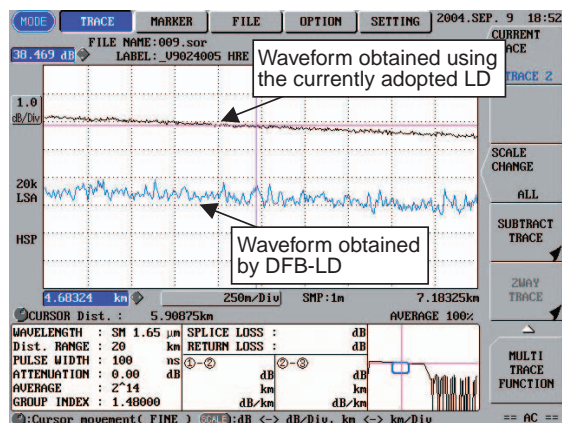 MODE TRACE MARKER FILE OPTION SETTING 2004.SEP. 9 18:52
FILE NAME:009.sor
38.469 dB LABEL:_U9024005 HRE
CURRENT
TRACE 2
Waveform obtained using
the currently adopted LD
1.0
dB/Div
SCALE
CHANGE
ALL
20k
LSA
SUBTRACT
TRACE
HSP
Waveform obtained
by DFB-LD
2WAY
TRACE
4.68324 km 250m/Div SMP:1m 7.18325km
CURSOR Dist. : 5.90875km AVERAGE 100%
WAVELENGTH : SM 1.65 µm SPLICE LOSS : dB
Dist. RANGE : 20 km RETURN LOSS : dB
PULSE WIDTH : 100 ns ①-② ②-③
ATTENUATION : 0.00 dB dB dB
AVERAGE : 2^14 km km
GROUP INDEX : 1.48000 dB/km dB/km
MULTI
TRACE
FUNCTION
:Cursor movement( FINE ) SCALE:dB <-> dB/Div, km <-> km/Div == AC ==